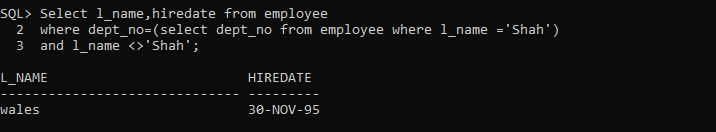 SQL> Select l_name,hiredate from employee
  2  where dept_no=(select dept_no from employee where l_name ='Shah')
  3  and l_name <>'Shah';
L_NAME                         HIREDATE
------------------------------ ---------
wales                          30-NOV-95